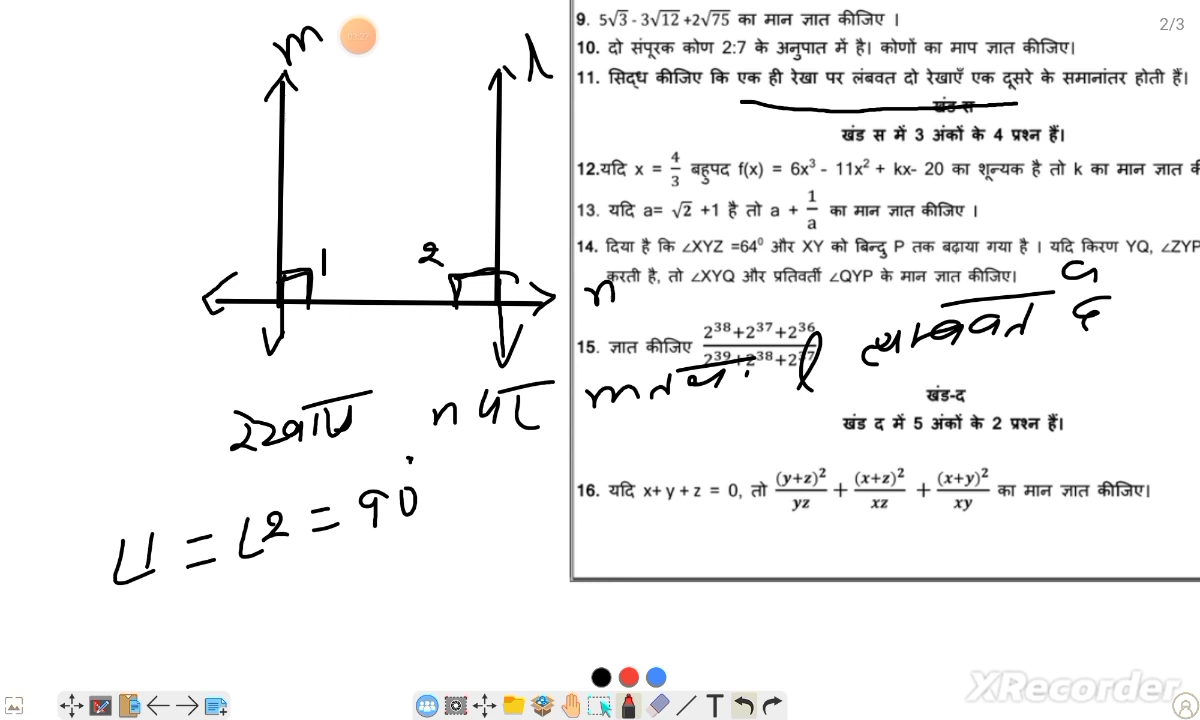 2/3
9. 5√3 - 3√12 +2√75 का मान ज्ञात कीजिए ।
10. दो संपूरक कोण 2:7 के अनुपात में है। कोणों का माप ज्ञात कीजिए।
11. सिद्ध कीजिए कि एक ही रेखा पर लंबवत दो रेखाएँ एक दूसरे के समानांतर होती हैं।
खंड स
खंड स में 3 अंकों के 4 प्रश्न हैं।
12.यदि x = 4/3 बहुपद f(x) = 6x³ - 11x² + kx- 20 का शून्यक है तो k का मान ज्ञात
13. यदि a= √2 +1 है तो a + 1/a का मान ज्ञात कीजिए ।
14. दिया है कि ∠XYZ =64⁰ और XY को बिन्दु P तक बढ़ाया गया है । यदि किरण YQ, ∠ZYP
करती है, तो ∠XYQ और प्रतिवर्ती ∠QYP के मान ज्ञात कीजिए।
15. ज्ञात कीजिए (2³⁸+2³⁷+2³⁶)/(2³⁹+2³⁸+2³⁷)
खंड-द
खंड द में 5 अंकों के 2 प्रश्न हैं।
16. यदि x+ y + z = 0, तो (y+z)²/yz + (x+z)²/xz + (x+y)²/xy का मान ज्ञात कीजिए।
m
l
1
2
n
n पर
m
l
∠1 = ∠2 = 90°
XRecorder